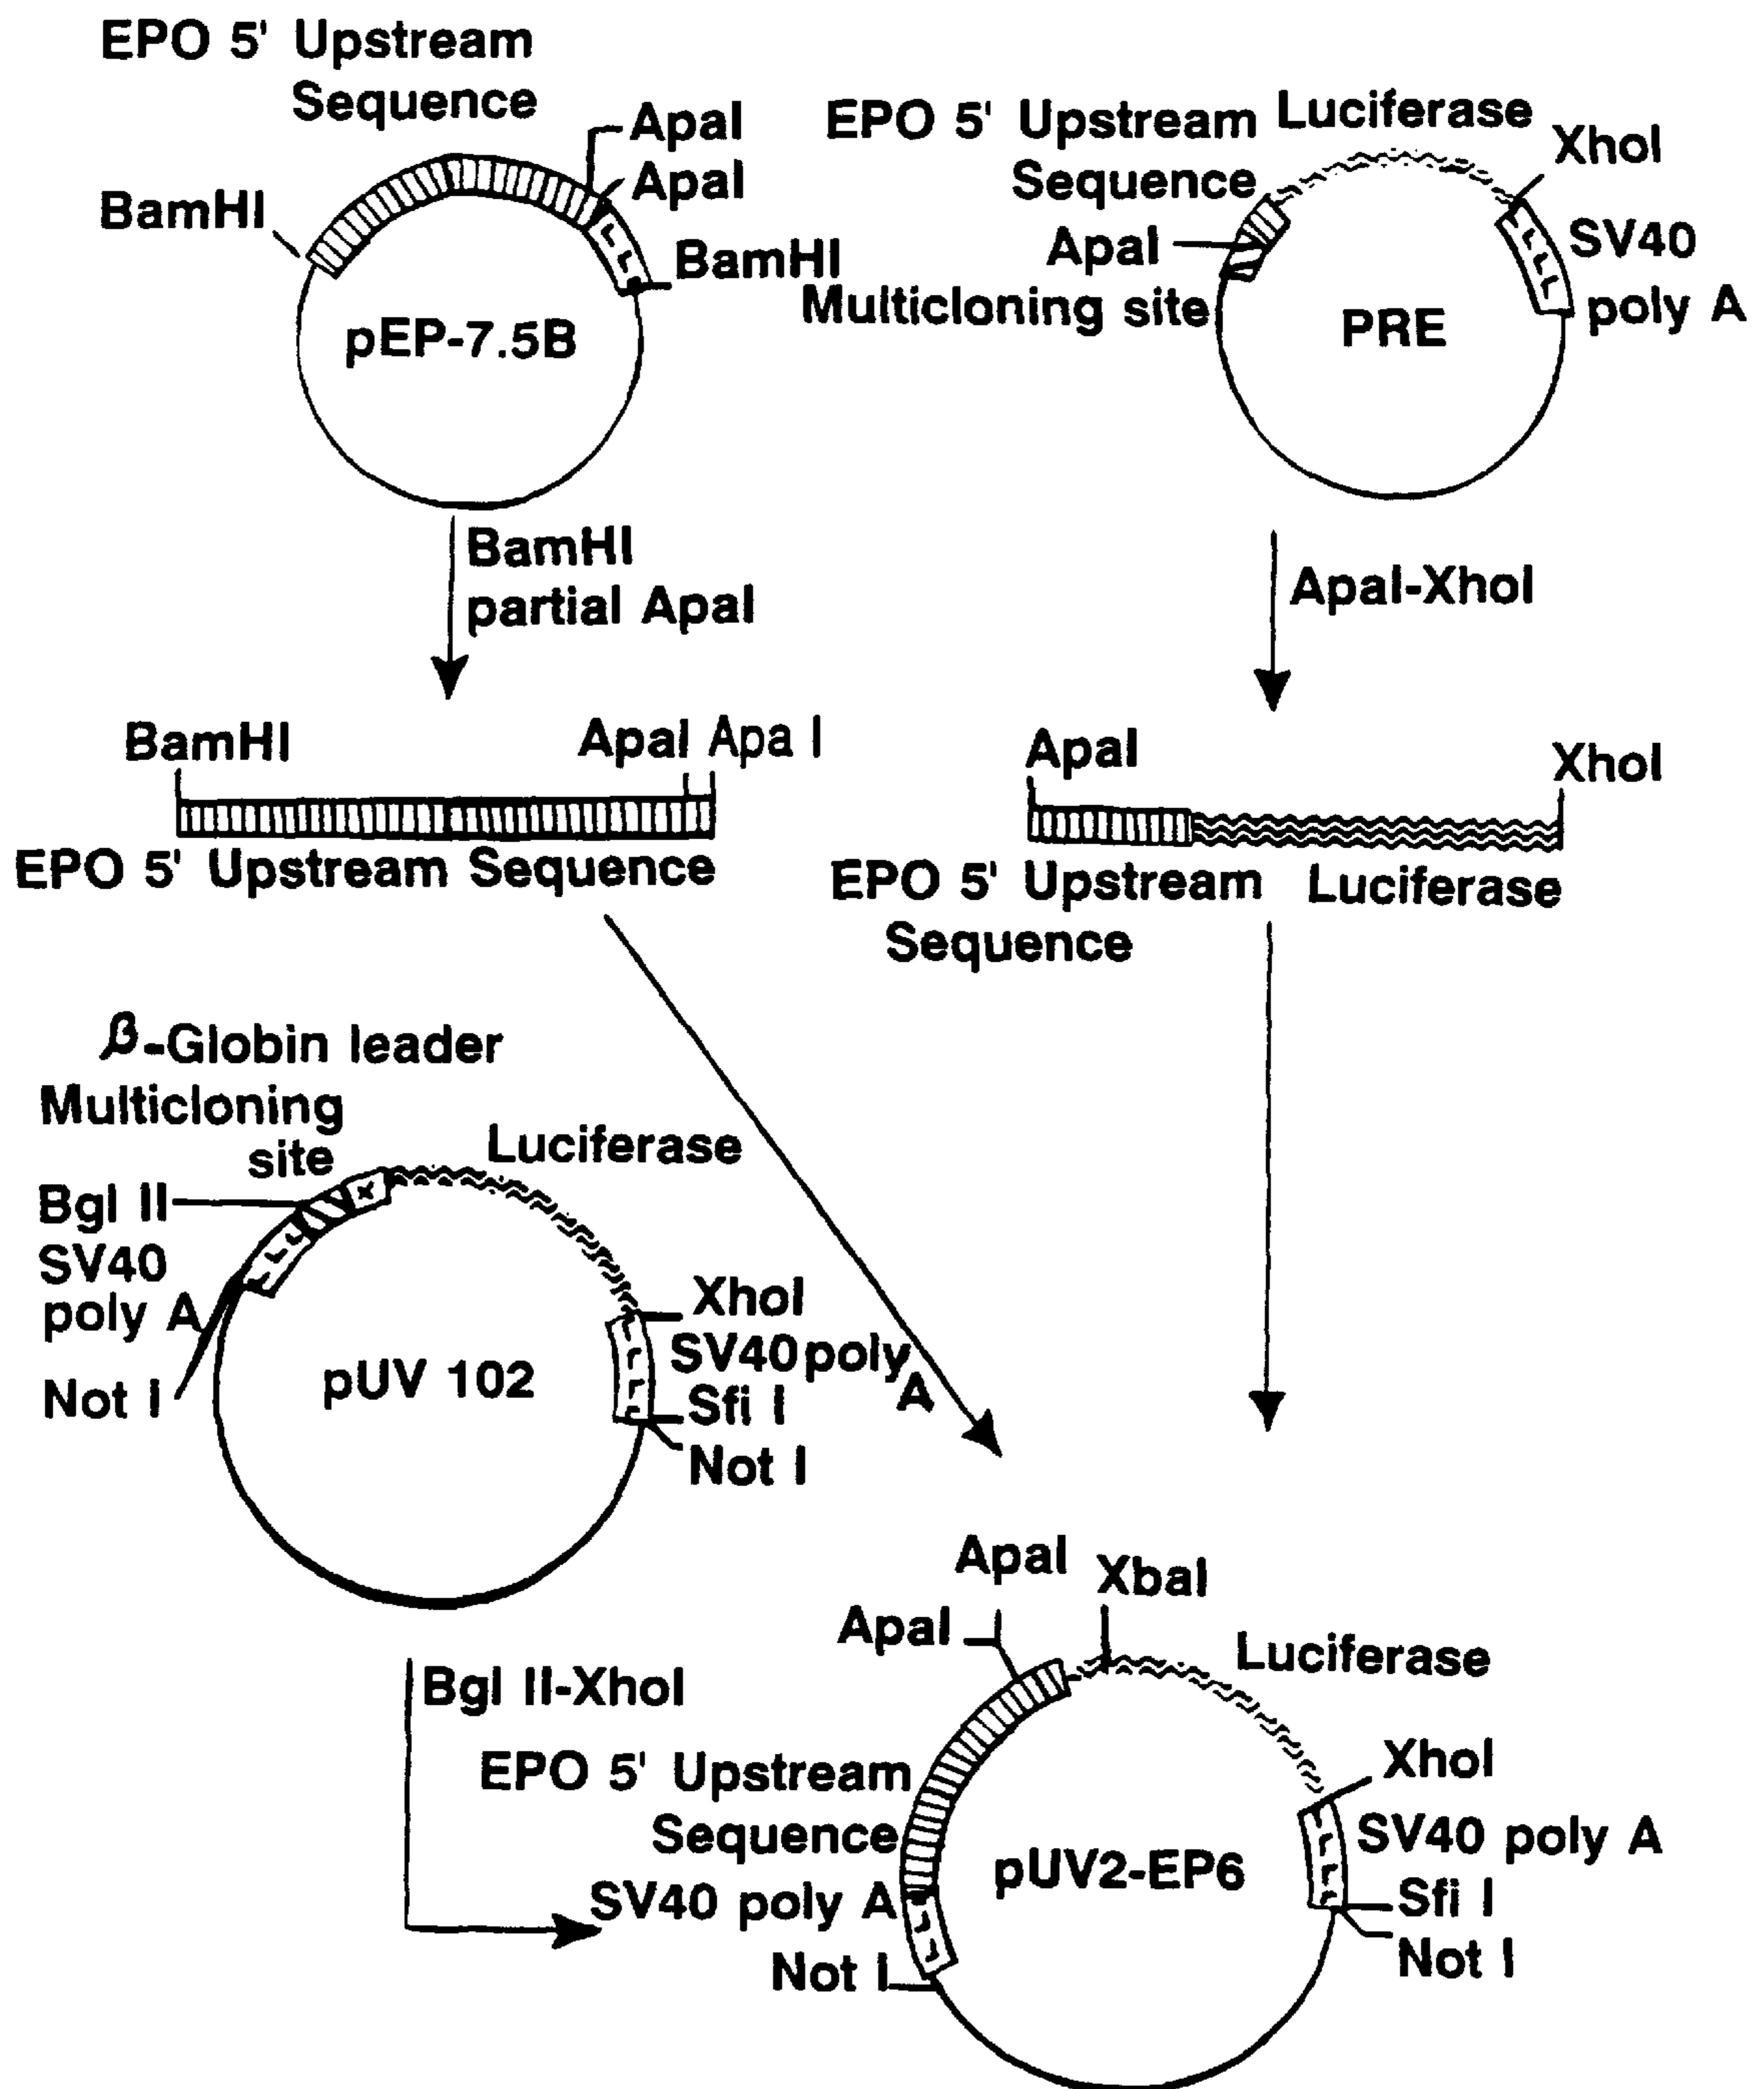 EPO 5' Upstream
Sequence
ApaI
ApaI
BamHI
BamHI
pEP-7.5B
EPO 5' Upstream
Sequence
Luciferase
XhoI
ApaI
Multicloning site
SV40
poly A
PRE
BamHI
partial ApaI
ApaI-XhoI
BamHI
ApaI Apa I
EPO 5' Upstream Sequence
ApaI
XhoI
EPO 5' Upstream
Sequence
Luciferase
β-Globin leader
Multicloning
site
Luciferase
Bgl II
SV40
poly A
Not I
XhoI
SV40 poly
A
Sfi I
Not I
pUV 102
Bgl II-XhoI
ApaI
XbaI
ApaI
Luciferase
EPO 5' Upstream
Sequence
XhoI
SV40 poly A
SV40 poly A
pUV2-EP6
Sfi I
Not I
Not I